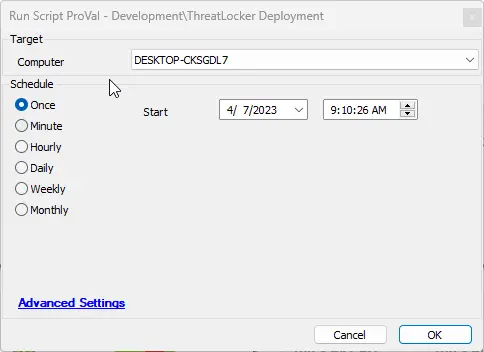 Run Script ProVal - Development\ThreatLocker Deployment
Target
Computer
DESKTOP-CKSGDL7
Schedule
Once
Start
4/ 7/2023
9:10:26 AM
Minute
Hourly
Daily
Weekly
Monthly
Advanced Settings
Cancel
OK